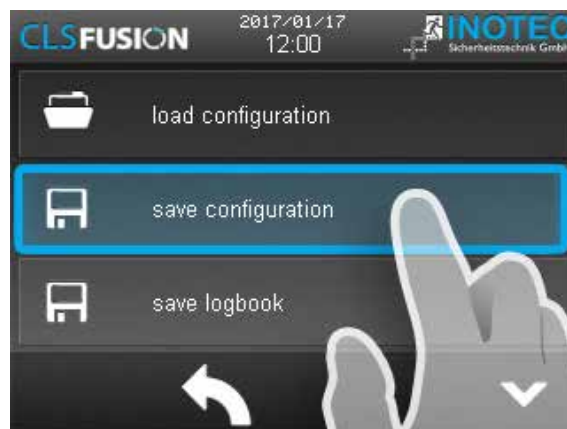 CLSFUSION
2017/01/17
12:00
INOTEC
Sicherheitstechnik GmbH
load configuration
save configuration
save logbook